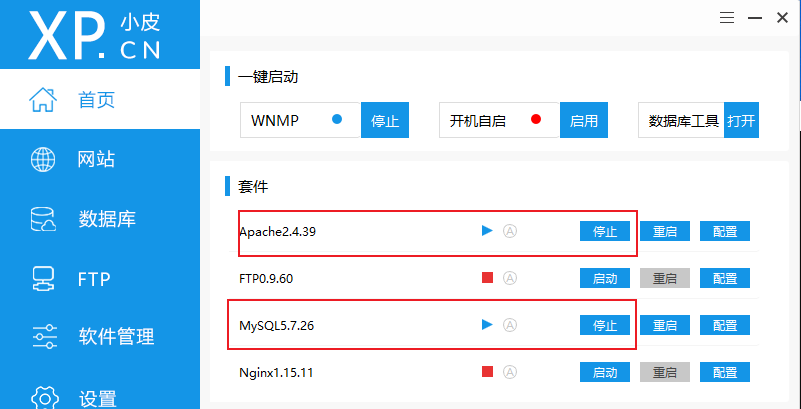 XP.小皮
CN
首页
网站
数据库
FTP
软件管理
设置
一键启动
WNMP 停止 开机自启 启用 数据库工具 打开
套件
Apache2.4.39 A 停止 重启 配置
FTP0.9.60 A 启动 重启 配置
MySQL5.7.26 A 停止 重启 配置
Nginx1.15.11 A 启动 重启 配置